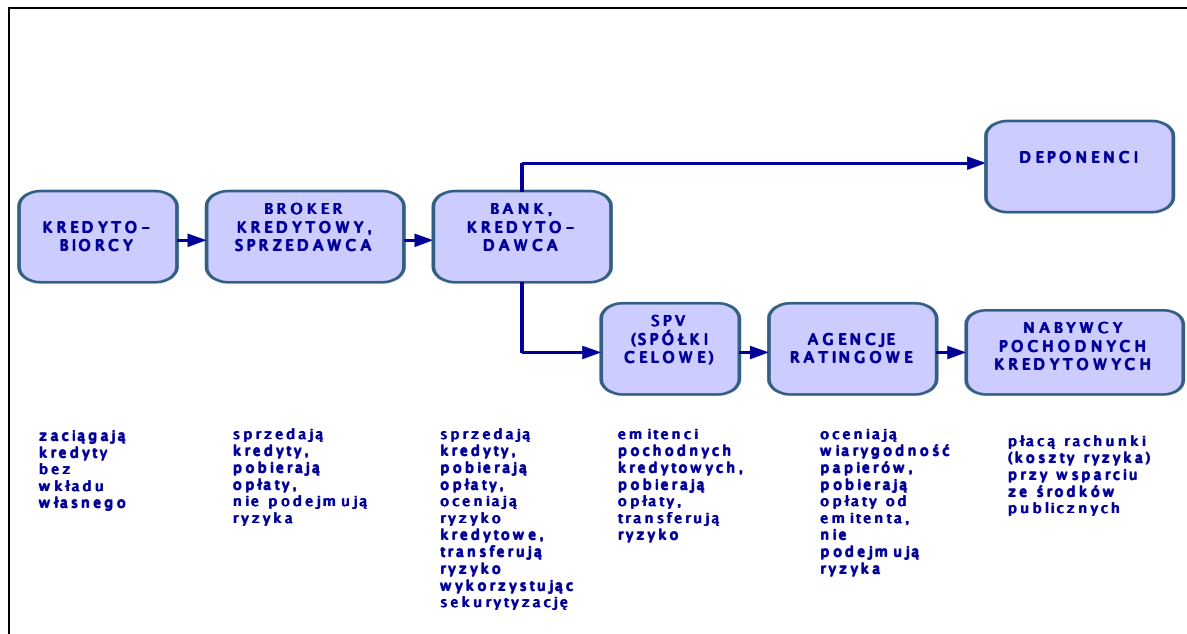 DEPONENCI
KREDYTO–
BIORCY
BROKER
KREDYTOWY,
SPRZEDAWCA
BANK,
KREDYTO–
DAWCA
SPV
(SPÓŁKI
CELOWE)
AGENCJE
RATINGOWE
NABYWCY
POCHODNYCH
KREDYTOWYCH
zaciągają
kredyty
bez
wkładu
własnego
sprzedają
kredyty,
pobierają
opłaty,
nie podejmują
ryzyka
sprzedają
kredyty,
pobierają
opłaty,
oceniają
ryzyko
kredytowe,
transferują
ryzyko
wykorzystując
sekurytyzację
emitenci
pochodnych
kredytowych,
pobierają
opłaty,
transferują
ryzyko
oceniają
wiarygodność
papierów,
pobierają
opłaty od
emitenta,
nie
podejmują
ryzyka
płacą rachunki
(koszty ryzyka)
przy wsparciu
ze środków
publicznych